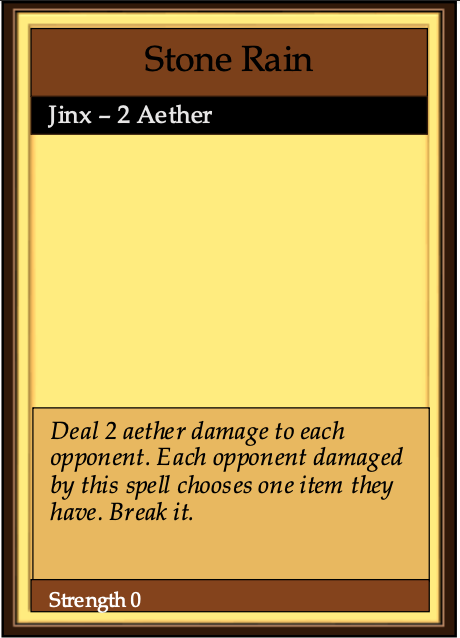 Stone Rain
Jinx – 2 Aether
Deal 2 aether damage to each
opponent. Each opponent damaged
by this spell chooses one item they
have. Break it.
Strength 0